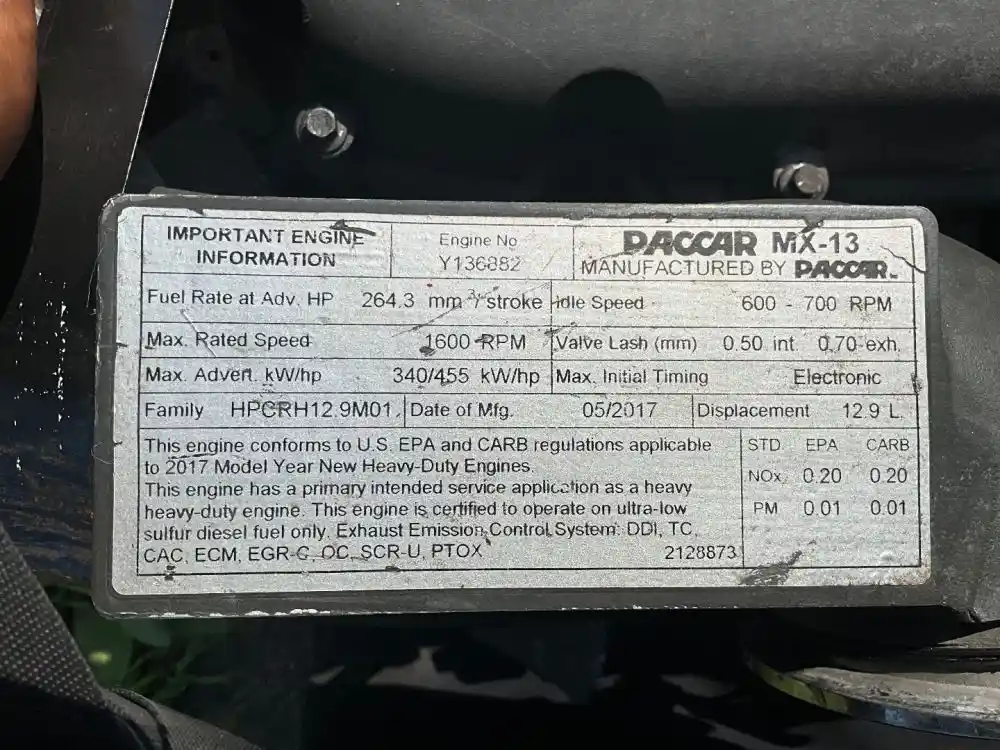 IMPORTANT ENGINE
INFORMATION
Engine No
Y136882
PACCAR MX-13
MANUFACTURED BY PACCAR
Fuel Rate at Adv. HP 264.3 mm³/stroke Idle Speed 600 - 700 RPM
Max. Rated Speed 1600 RPM Valve Lash (mm) 0.50 int. 0.70 exh.
Max. Advert. kW/hp 340/455 kW/hp Max. Initial Timing Electronic
Family HPCRH12.9M01 Date of Mfg. 05/2017 Displacement 12.9 L
This engine conforms to U.S. EPA and CARB regulations applicable
to 2017 Model Year New Heavy-Duty Engines.
This engine has a primary intended service application as a heavy
heavy-duty engine. This engine is certified to operate on ultra-low
sulfur diesel fuel only. Exhaust Emission Control System: DDI, TC,
CAC, ECM, EGR-C, OC, SCR-U, PTOX 2128873
STD EPA CARB
NOx 0.20 0.20
PM 0.01 0.01